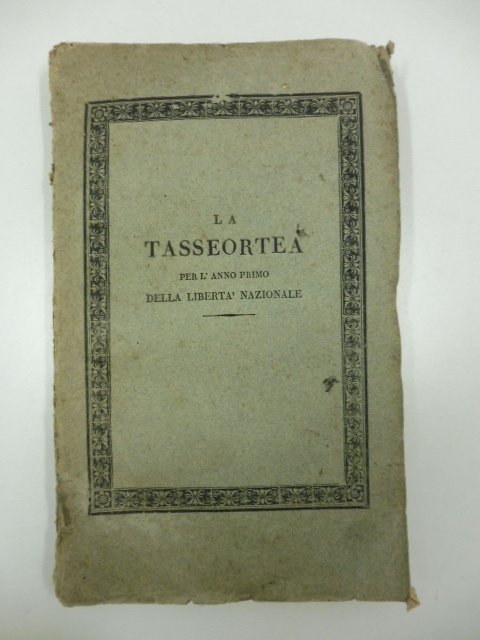 LA
TASSEORTEA
PER L' ANNO PRIMO
DELLA LIBERTA' NAZIONALE